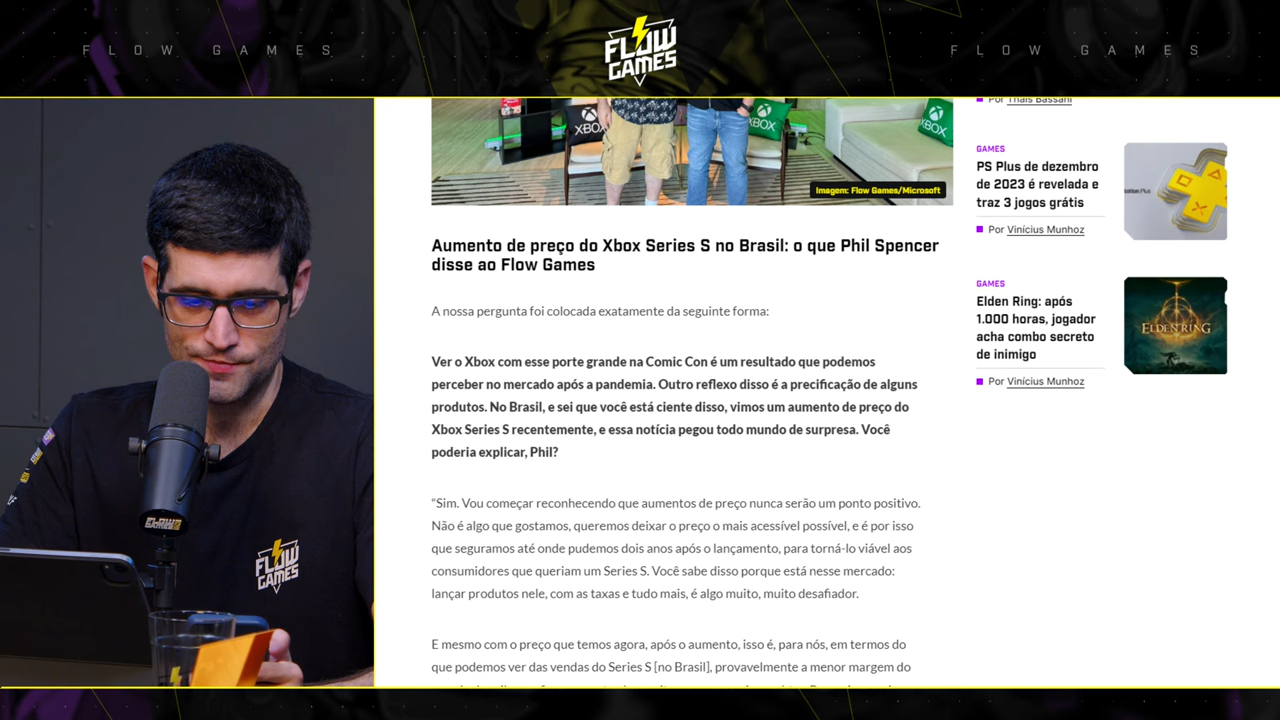 FLOW GAMES
FLOW
GAMES
FLOW GAMES
XBOX
XBOX
XBOX
Imagem: Flow Games/Microsoft
Aumento de preço do Xbox Series S no Brasil: o que Phil Spencer
disse ao Flow Games
A nossa pergunta foi colocada exatamente da seguinte forma:
Ver o Xbox com esse porte grande na Comic Con é um resultado que podemos
perceber no mercado após a pandemia. Outro reflexo disso é a precificação de alguns
produtos. No Brasil, e sei que você está ciente disso, vimos um aumento de preço do
Xbox Series S recentemente, e essa notícia pegou todo mundo de surpresa. Você
poderia explicar, Phil?
“Sim. Vou começar reconhecendo que aumentos de preço nunca serão um ponto positivo.
Não é algo que gostamos, queremos deixar o preço o mais acessível possível, e é por isso
que seguramos até onde pudemos dois anos após o lançamento, para torná-lo viável aos
consumidores que queriam um Series S. Você sabe disso porque está nesse mercado:
lançar produtos nele, com as taxas e tudo mais, é algo muito, muito desafiador.
E mesmo com o preço que temos agora, após o aumento, isso é, para nós, em termos do
que podemos ver das vendas do Series S [no Brasil], provavelmente a menor margem do
Por Thais Bassani
GAMES
PS Plus de dezembro
de 2023 é revelada e
traz 3 jogos grátis
Por Vinícius Munhoz
GAMES
Elden Ring: após
1.000 horas, jogador
acha combo secreto
de inimigo
Por Vinícius Munhoz
ELDEN RING
FLOW
GAMES